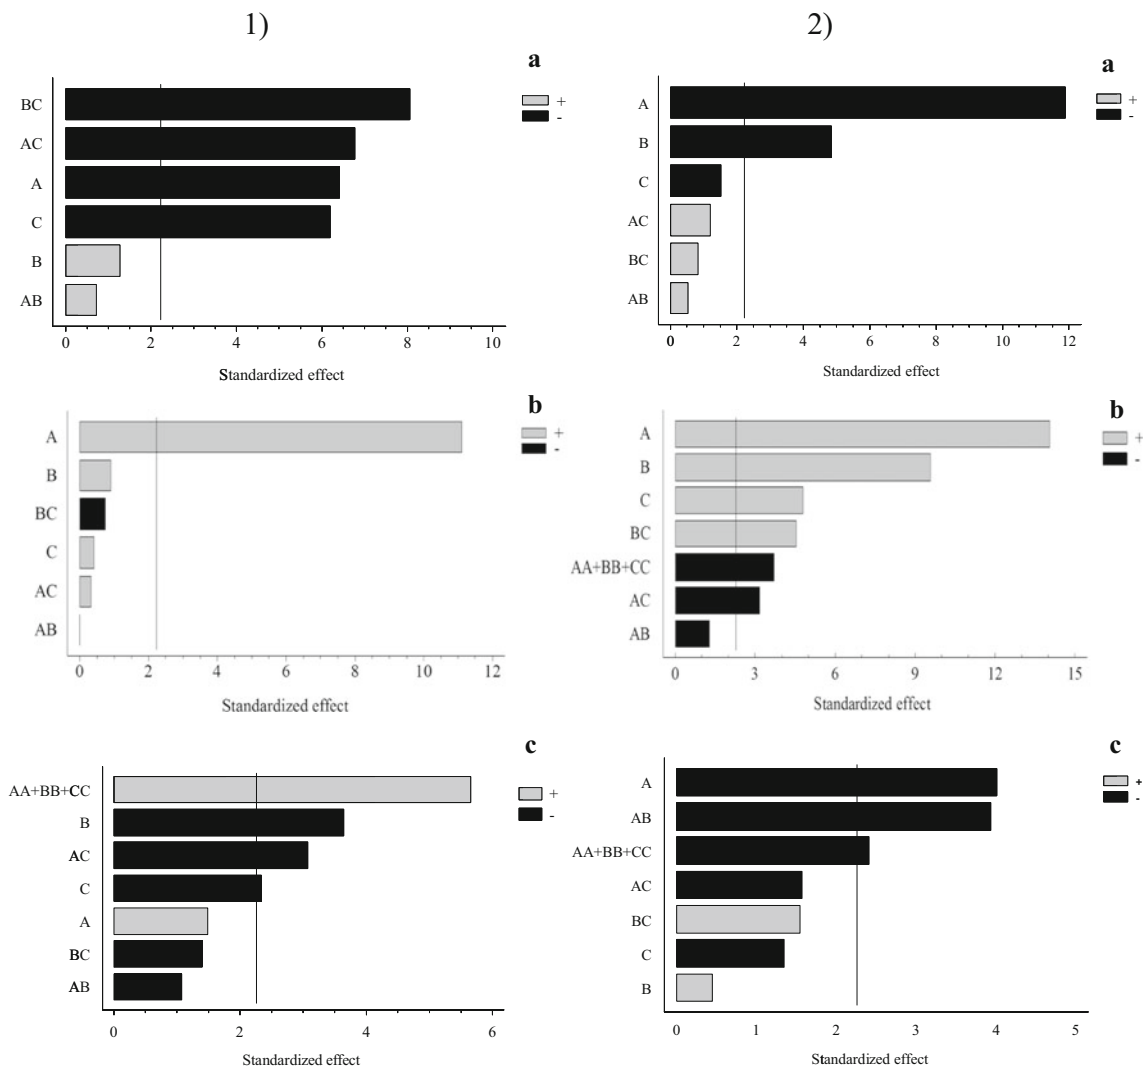 1)
a
+
-
BC
AC
A
C
B
AB
0 2 4 6 8 10
Standardized effect
2)
a
+
-
A
B
C
AC
BC
AB
0 2 4 6 8 10 12
Standardized effect
b
+
-
A
B
BC
C
AC
AB
0 2 4 6 8 10 12
Standardized effect
b
+
-
A
B
C
BC
AA+BB+CC
AC
AB
0 3 6 9 12 15
Standardized effect
c
+
-
AA+BB+CC
B
AC
C
A
BC
AB
0 2 4 6
Standardized effect
c
+
-
A
AB
AA+BB+CC
AC
BC
C
B
0 1 2 3 4 5
Standardized effect